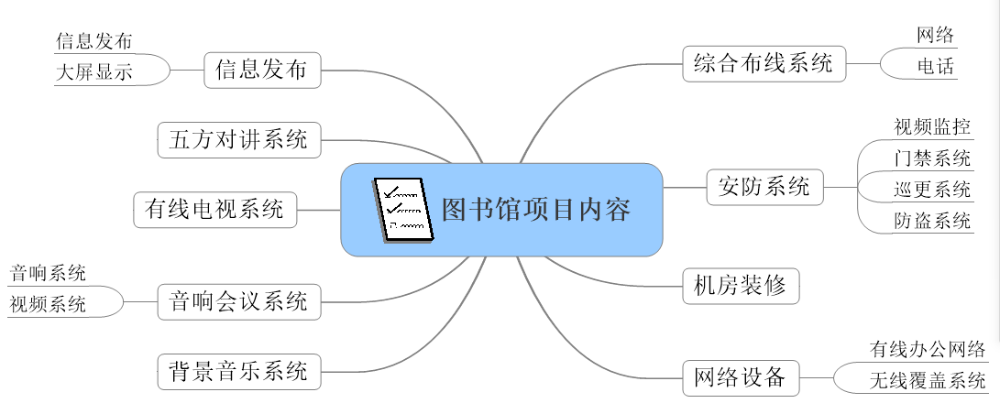 图书馆项目内容
信息发布
信息发布
大屏显示
五方对讲系统
有线电视系统
音响会议系统
音响系统
视频系统
背景音乐系统
综合布线系统
网络
电话
安防系统
视频监控
门禁系统
巡更系统
防盗系统
机房装修
网络设备
有线办公网络
无线覆盖系统